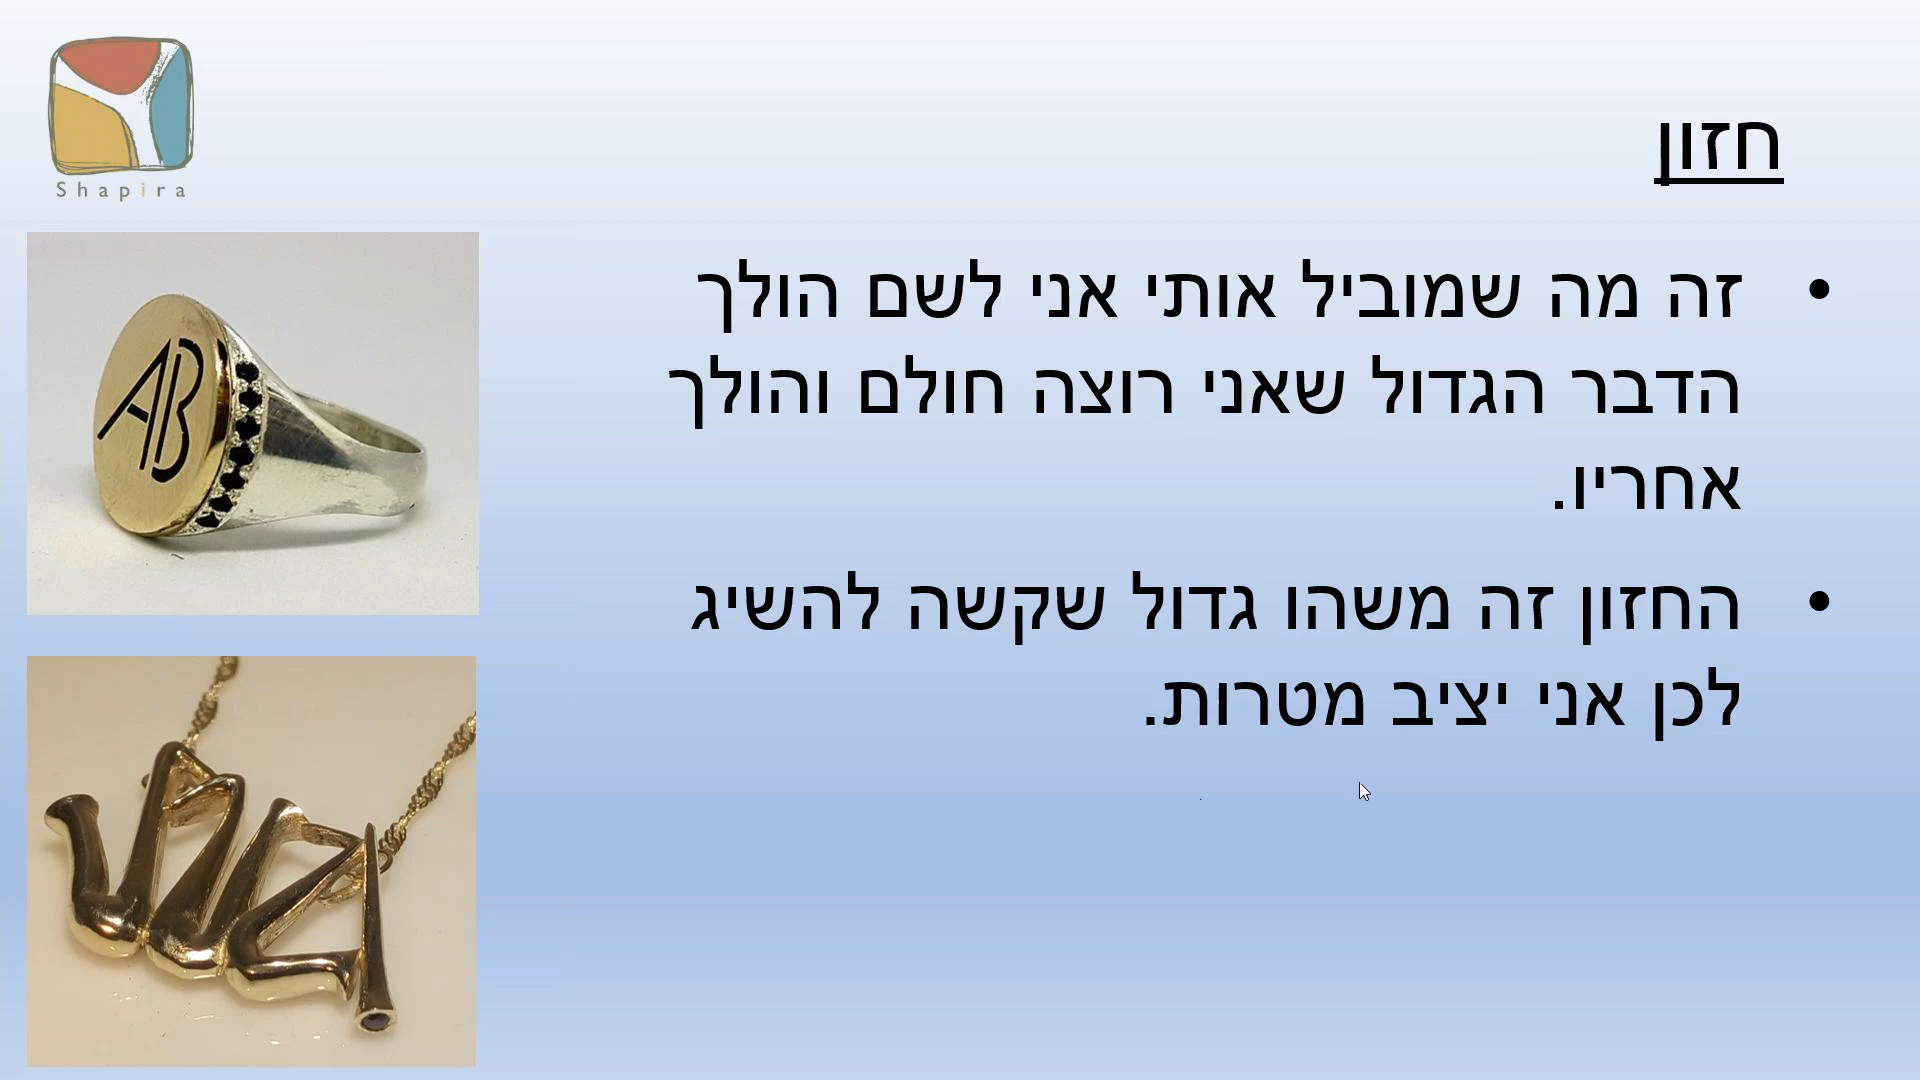 Shapira
חזון
• זה מה שמוביל אותי אני לשם הולך
הדבר הגדול שאני רוצה חולם והולך
אחריו.
• החזון זה משהו גדול שקשה להשיג
לכן אני יציב מטרות.
AB